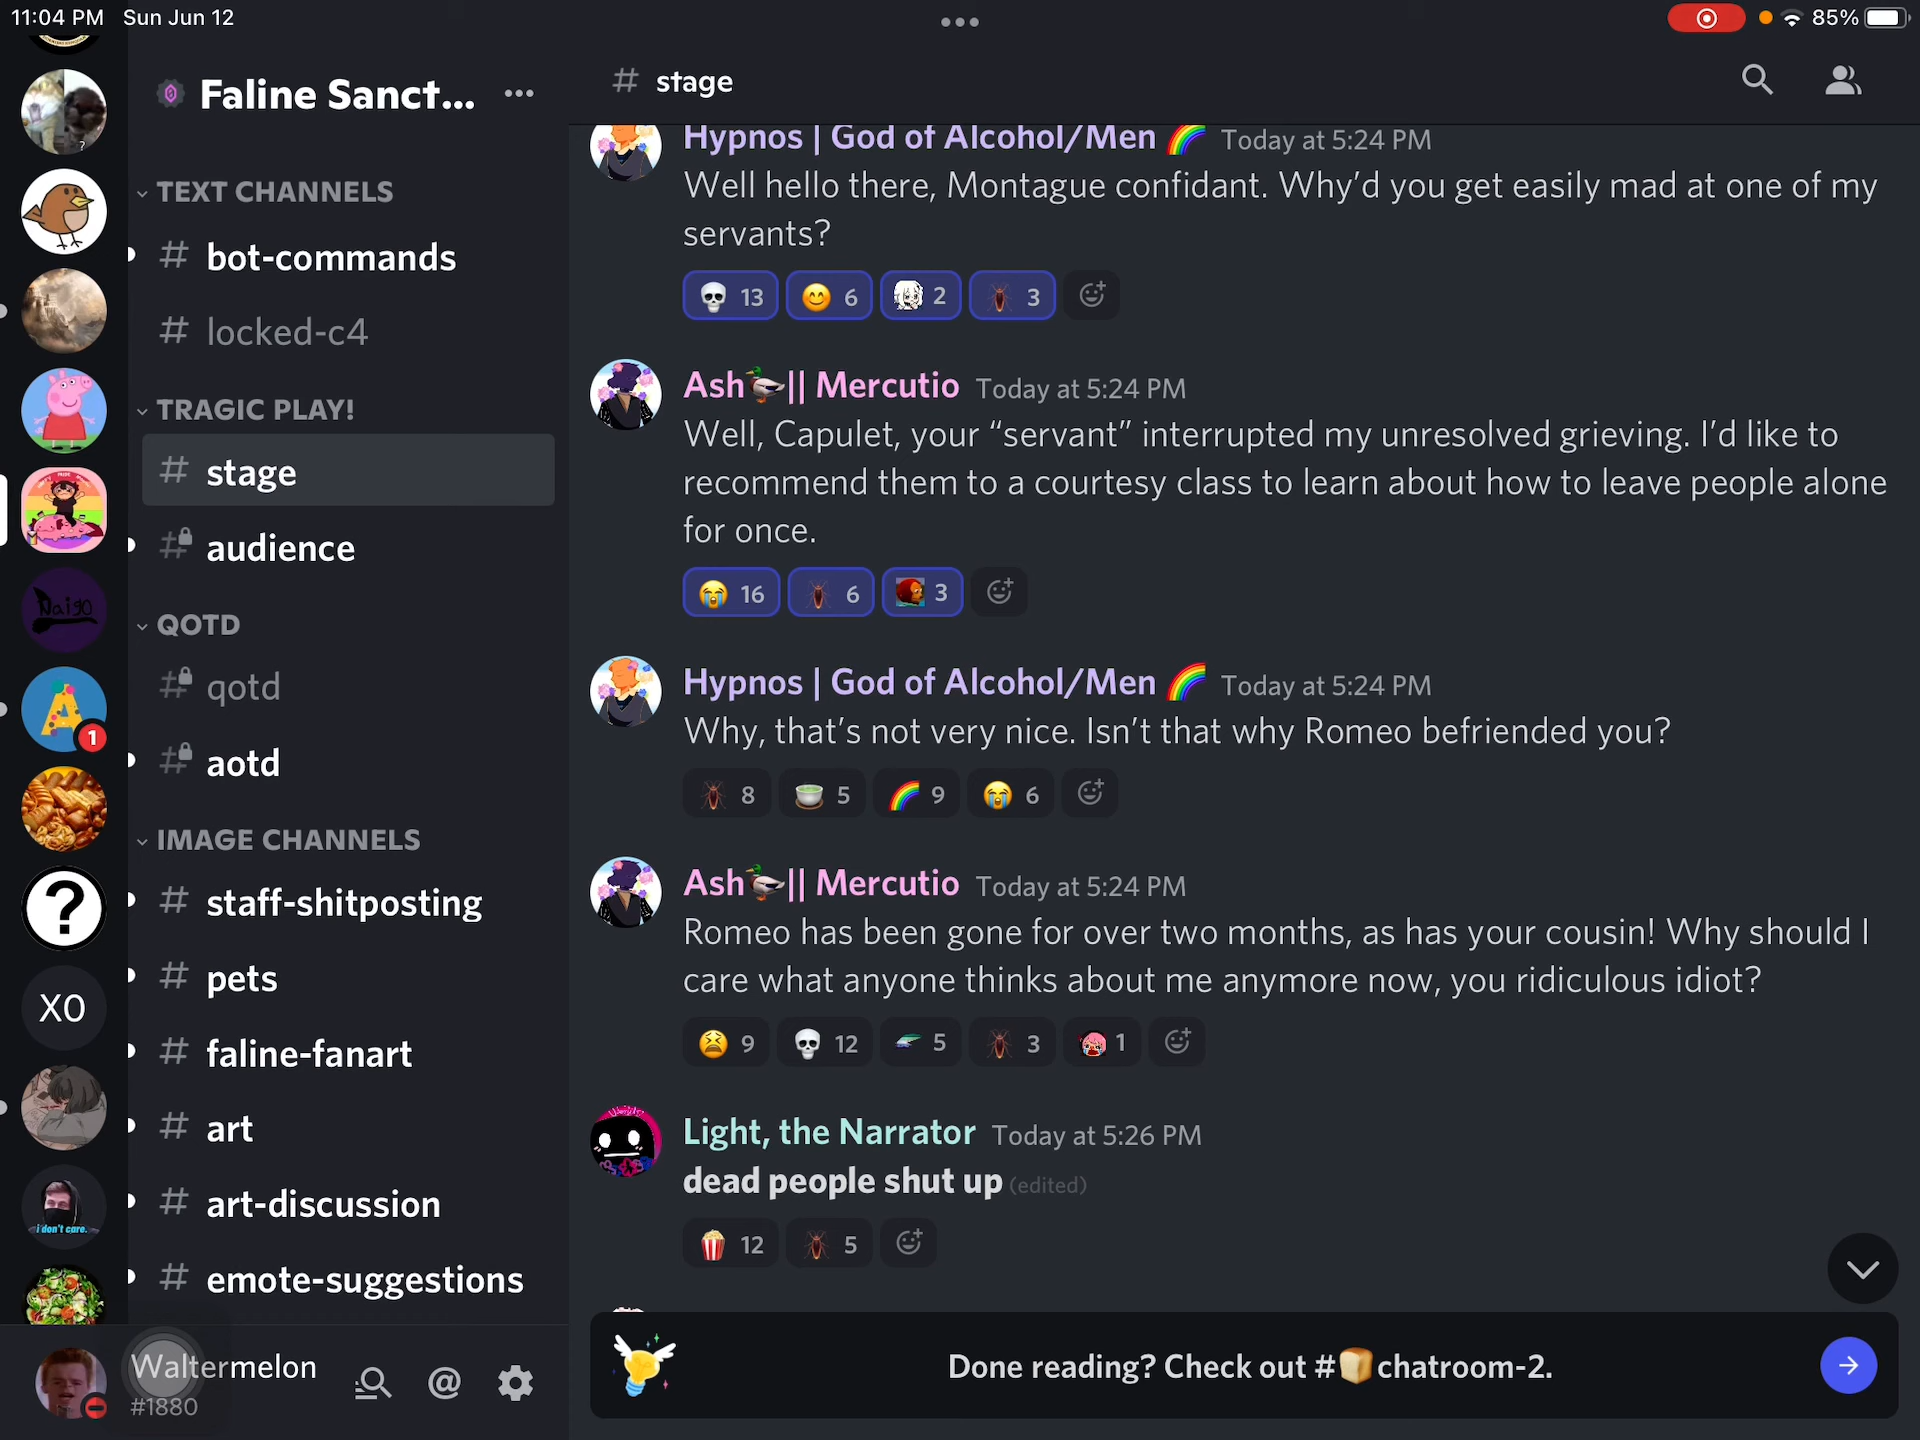 11:04 PM Sun Jun 12
85%
Faline Sanct...
TEXT CHANNELS
# bot-commands
# locked-c4
TRAGIC PLAY!
# stage
# audience
QOTD
# qotd
# aotd
IMAGE CHANNELS
# staff-shitposting
# pets
# faline-fanart
# art
# art-discussion
# emote-suggestions
Naigo
A
1
?
XO
i don't care.
Waltermelon
#1880
@
# stage
Hypnos | God of Alcohol/Men 🌈 Today at 5:24 PM
Well hello there, Montague confidant. Why'd you get easily mad at one of my
servants?
💀 13 😊 6 2 🪳 3
Ash🦆|| Mercutio Today at 5:24 PM
Well, Capulet, your “servant” interrupted my unresolved grieving. I'd like to
recommend them to a courtesy class to learn about how to leave people alone
for once.
😭 16 🪳 6 3
Hypnos | God of Alcohol/Men 🌈 Today at 5:24 PM
Why, that's not very nice. Isn't that why Romeo befriended you?
🪳 8 🍵 5 🌈 9 😭 6
Ash🦆|| Mercutio Today at 5:24 PM
Romeo has been gone for over two months, as has your cousin! Why should I
care what anyone thinks about me anymore now, you ridiculous idiot?
😫 9 💀 12 5 🪳 3 1
Light, the Narrator Today at 5:26 PM
dead people shut up (edited)
🍿 12 🪳 5
Done reading? Check out #🍞chatroom-2.